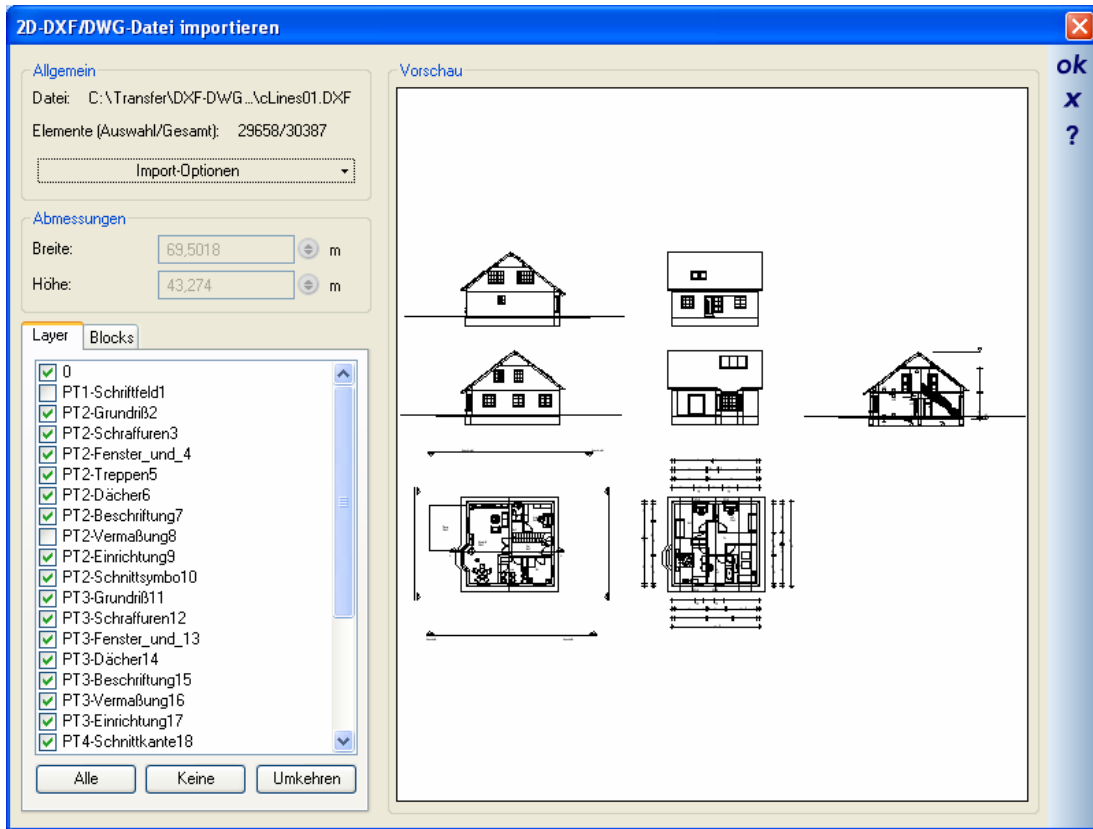 2D-DXF/DWG-Datei importieren
Allgemein
Datei: C:\Transfer\DXF-DWG...\cLines01.DXF
Elemente (Auswahl/Gesamt): 29658/30387
Import-Optionen
Abmessungen
Breite: 69,5018 m
Höhe: 43,274 m
Layer Blocks
0
PT1-Schriftfeld1
PT2-Grundriß2
PT2-Schraffuren3
PT2-Fenster_und_4
PT2-Treppen5
PT2-Dächer6
PT2-Beschriftung7
PT2-Vermaßung8
PT2-Einrichtung9
PT2-Schnittsymbo10
PT3-Grundriß11
PT3-Schraffuren12
PT3-Fenster_und_13
PT3-Dächer14
PT3-Beschriftung15
PT3-Vermaßung16
PT3-Einrichtung17
PT4-Schnittkante18
Alle Keine Umkehren
Vorschau
ok
x
?